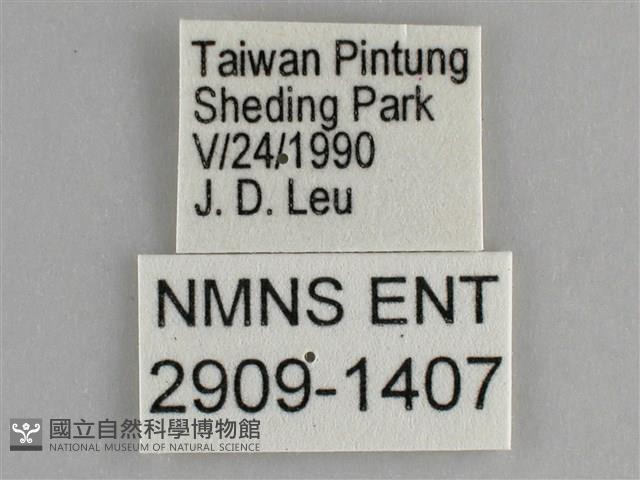 Taiwan Pintung
Sheding Park
V/24/1990
J. D. Leu
NMNS ENT
2909-1407
國立自然科學博物館
NATIONAL MUSEUM OF NATURAL SCIENCE